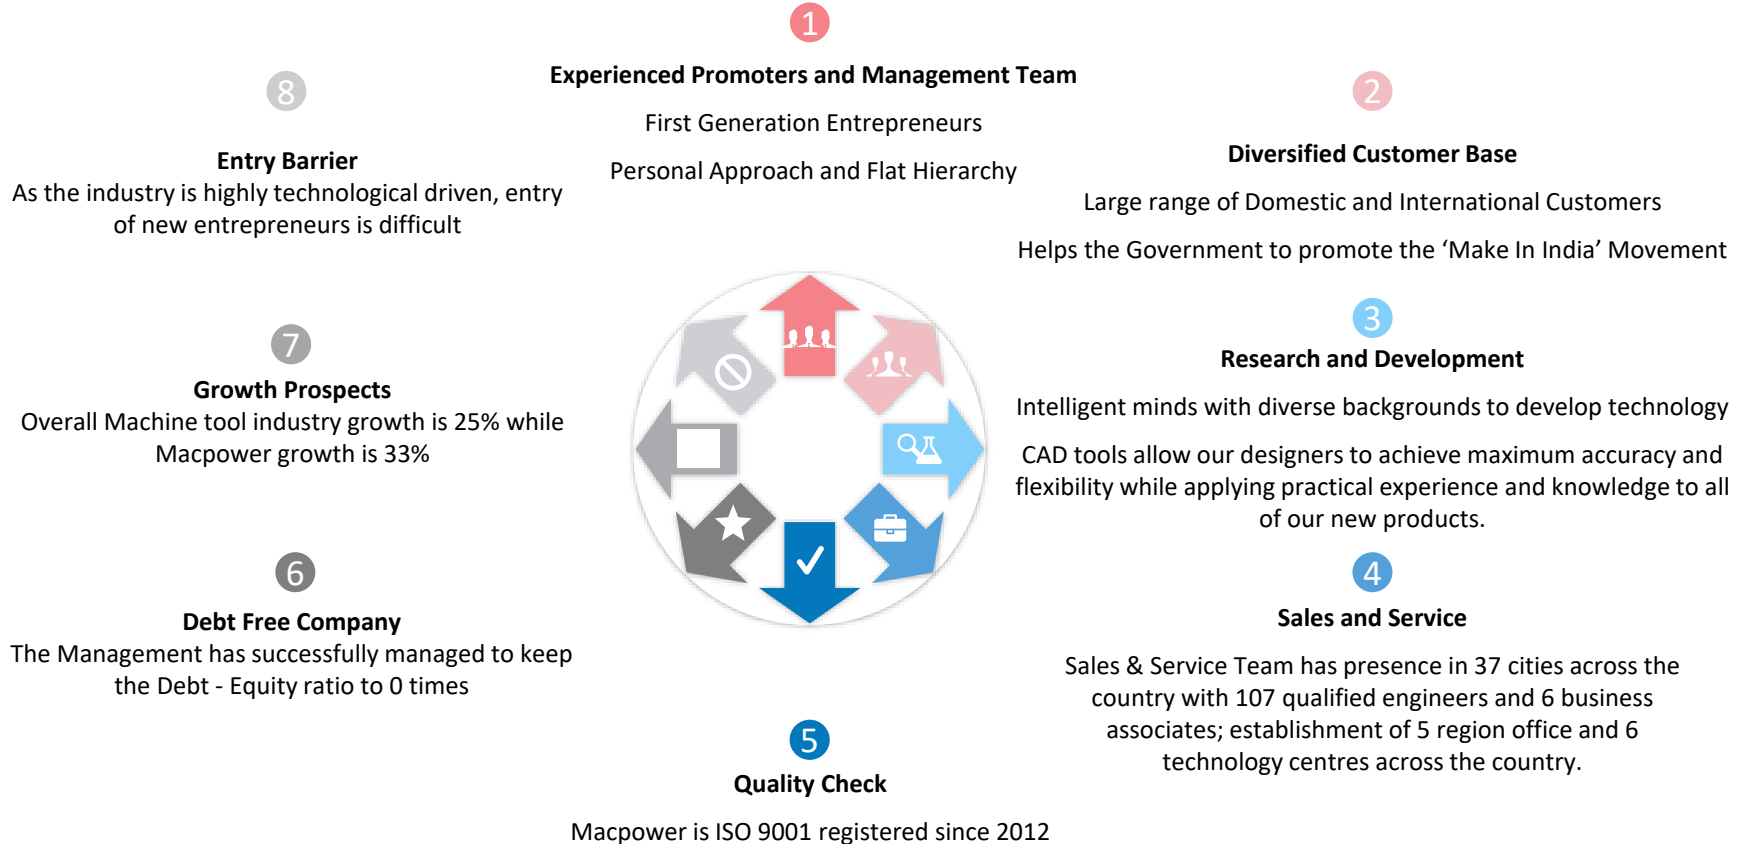 1
Experienced Promoters and Management Team
First Generation Entrepreneurs
Personal Approach and Flat Hierarchy
2
Diversified Customer Base
Large range of Domestic and International Customers
Helps the Government to promote the ‘Make In India’ Movement
3
Research and Development
Intelligent minds with diverse backgrounds to develop technology
CAD tools allow our designers to achieve maximum accuracy and
flexibility while applying practical experience and knowledge to all
of our new products.
4
Sales and Service
Sales & Service Team has presence in 37 cities across the
country with 107 qualified engineers and 6 business
associates; establishment of 5 region office and 6
technology centres across the country.
5
Quality Check
Macpower is ISO 9001 registered since 2012
6
Debt Free Company
The Management has successfully managed to keep
the Debt - Equity ratio to 0 times
7
Growth Prospects
Overall Machine tool industry growth is 25% while
Macpower growth is 33%
8
Entry Barrier
As the industry is highly technological driven, entry
of new entrepreneurs is difficult